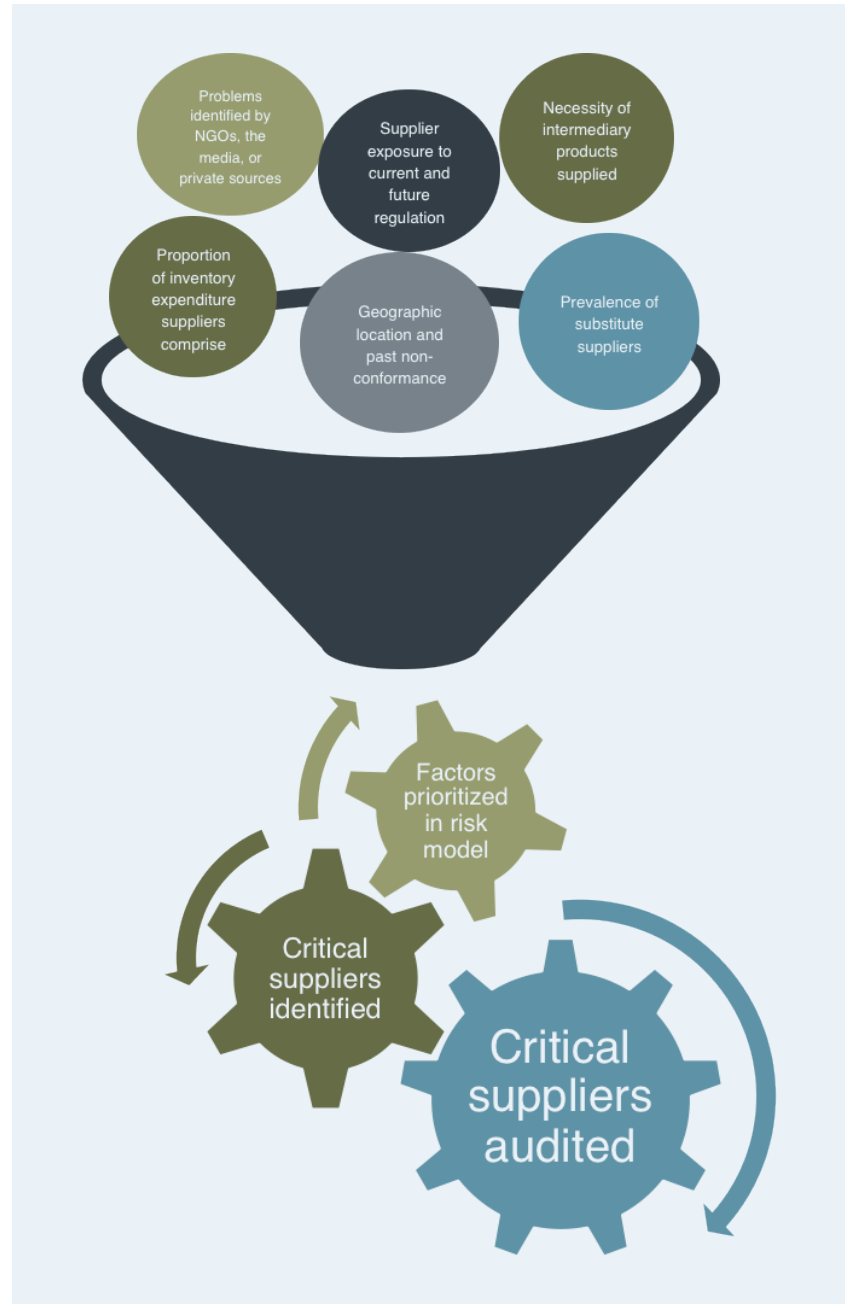 Problems
identified by
NGOs, the
media, or
private sources
Supplier
exposure to
current and
future
regulation
Necessity of
intermediary
products
supplied
Proportion
of inventory
expenditure
suppliers
comprise
Geographic
location and
past non-
conformance
Prevalence of
substitute
suppliers
Factors
prioritized
in risk
model
Critical
suppliers
identified
Critical
suppliers
audited